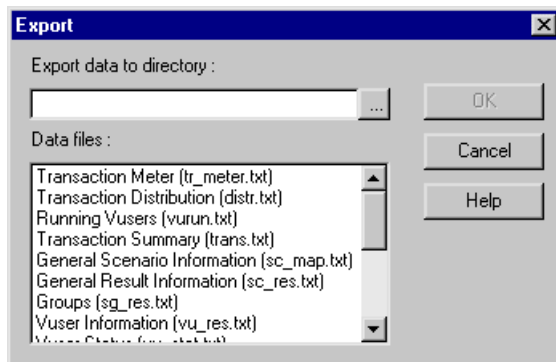 Export
Export data to directory :
...
OK
Data files :
Cancel
Help
Transaction Meter (tr_meter.txt)
Transaction Distribution (distr.txt)
Running Vusers (vurun.txt)
Transaction Summary (trans.txt)
General Scenario Information (sc_map.txt)
General Result Information (sc_res.txt)
Groups (sg_res.txt)
Vuser Information (vu_res.txt)